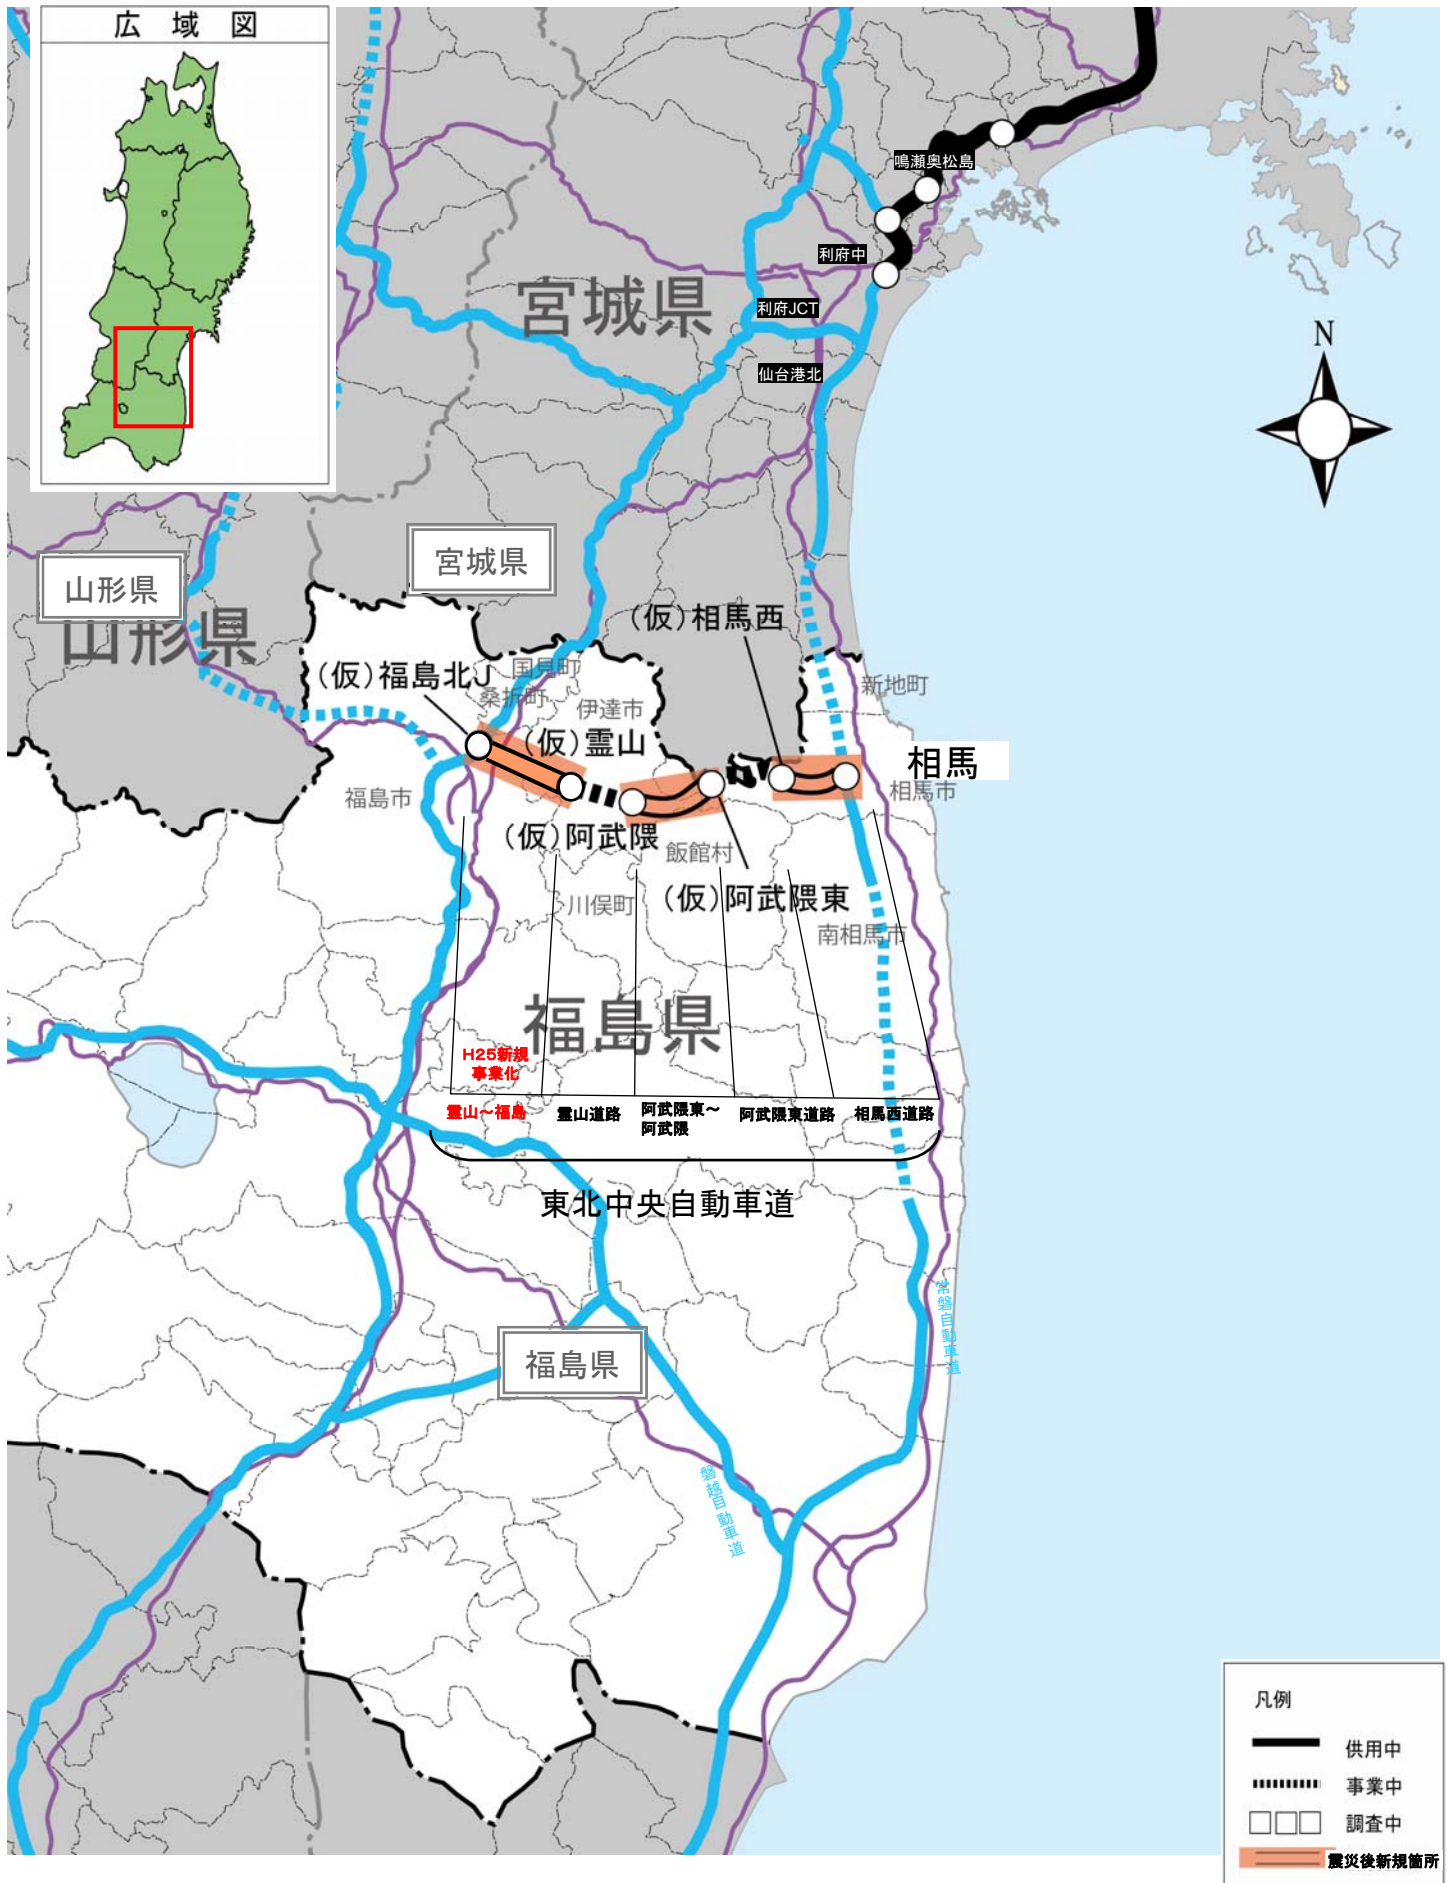 広域図
N
鳴瀬奥松島
利府中
宮城県
利府JCT
仙台港北
宮城県
山形県
山形県
(仮)相馬西
(仮)福島北J
国見町
桑折町
伊達市
新地町
(仮)霊山
相馬
相馬市
福島市
(仮)阿武隈
飯館村
(仮)阿武隈東
川俣町
南相馬市
福島県
H25新規
事業化
霊山～福島
霊山道路
阿武隈東～
阿武隈
阿武隈東道路
相馬西道路
東北中央自動車道
常磐自動車道
福島県
磐越自動車道
凡例
供用中
事業中
調査中
震災後新規箇所